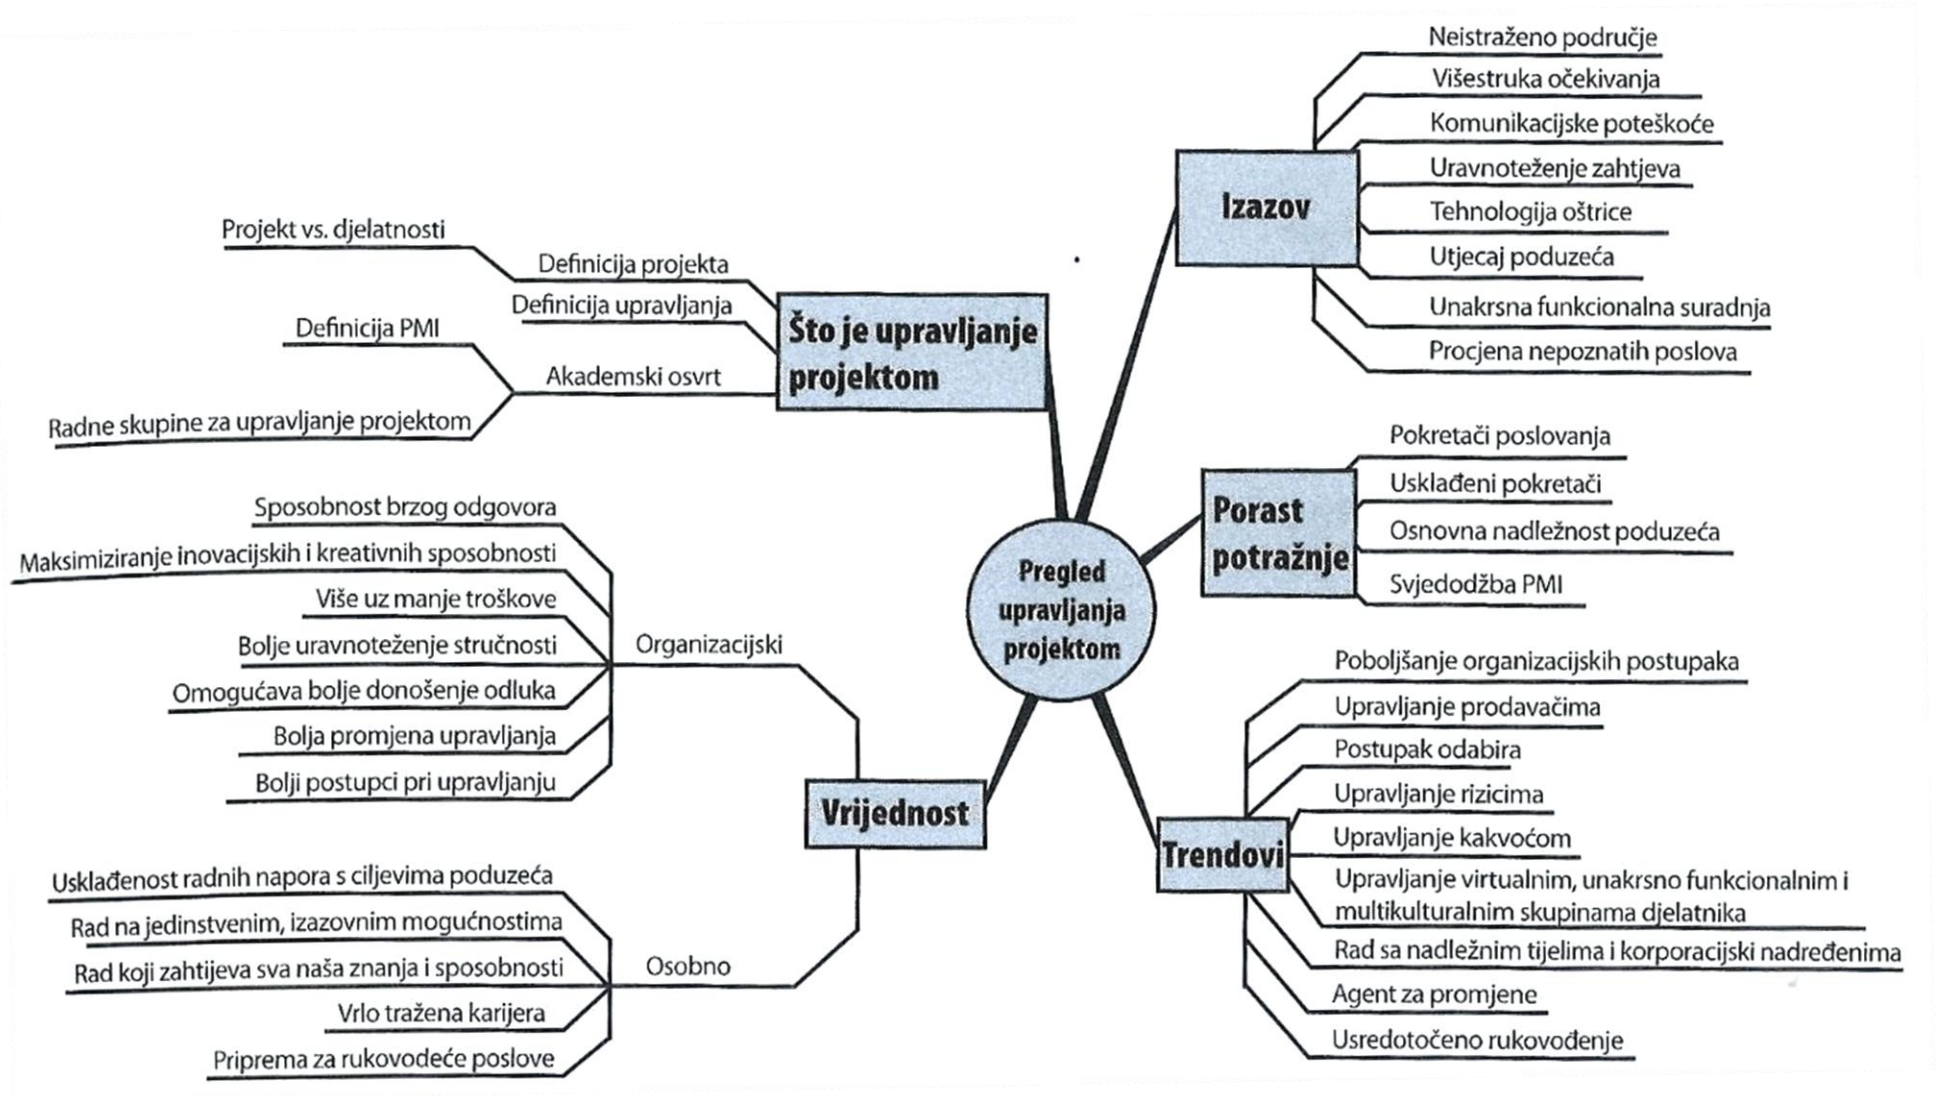 Pregled
upravljanja
projektom
Što je upravljanje
projektom
Definicija projekta
Projekt vs. djelatnosti
Definicija upravljanja
Akademski osvrt
Definicija PMI
Radne skupine za upravljanje projektom
Izazov
Neistraženo područje
Višestruka očekivanja
Komunikacijske poteškoće
Uravnoteženje zahtjeva
Tehnologija oštrice
Utjecaj poduzeća
Unakrsna funkcionalna suradnja
Procjena nepoznatih poslova
Porast
potražnje
Pokretači poslovanja
Usklađeni pokretači
Osnovna nadležnost poduzeća
Svjedodžba PMI
Trendovi
Poboljšanje organizacijskih postupaka
Upravljanje prodavačima
Postupak odabira
Upravljanje rizicima
Upravljanje kakvoćom
Upravljanje virtualnim, unakrsno funkcionalnim i
multikulturalnim skupinama djelatnika
Rad sa nadležnim tijelima i korporacijski nadređenima
Agent za promjene
Usredotočeno rukovođenje
Vrijednost
Organizacijski
Sposobnost brzog odgovora
Maksimiziranje inovacijskih i kreativnih sposobnosti
Više uz manje troškove
Bolje uravnoteženje stručnosti
Omogućava bolje donošenje odluka
Bolja promjena upravljanja
Bolji postupci pri upravljanju
Osobno
Usklađenost radnih napora s ciljevima poduzeća
Rad na jedinstvenim, izazovnim mogućnostima
Rad koji zahtijeva sva naša znanja i sposobnosti
Vrlo tražena karijera
Priprema za rukovodeće poslove